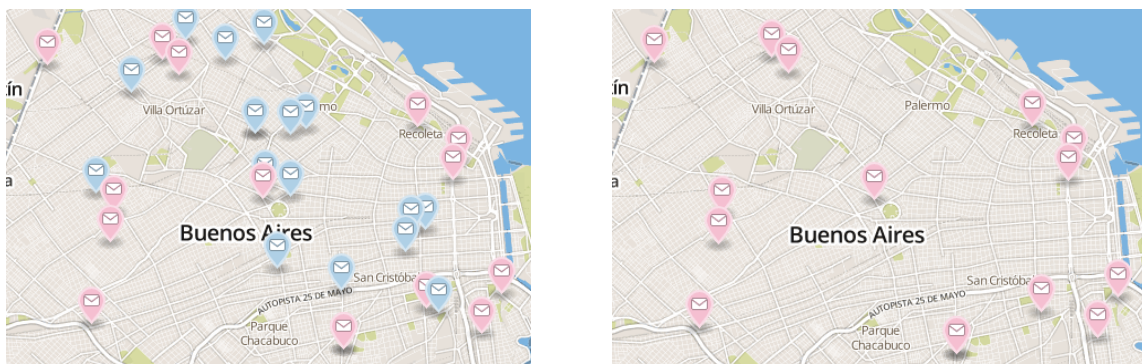 tín
Villa Ortúzar
mo
Recoleta
a
Buenos Aires
San Cristóbal
AUTOPISTA 25 DE MAYO
Parque
Chacabuco
tín
Villa Ortúzar
Palermo
Recoleta
a
Buenos Aires
San Cristóbal
AUTOPISTA 25 DE MAYO
Parque
Chacabuco